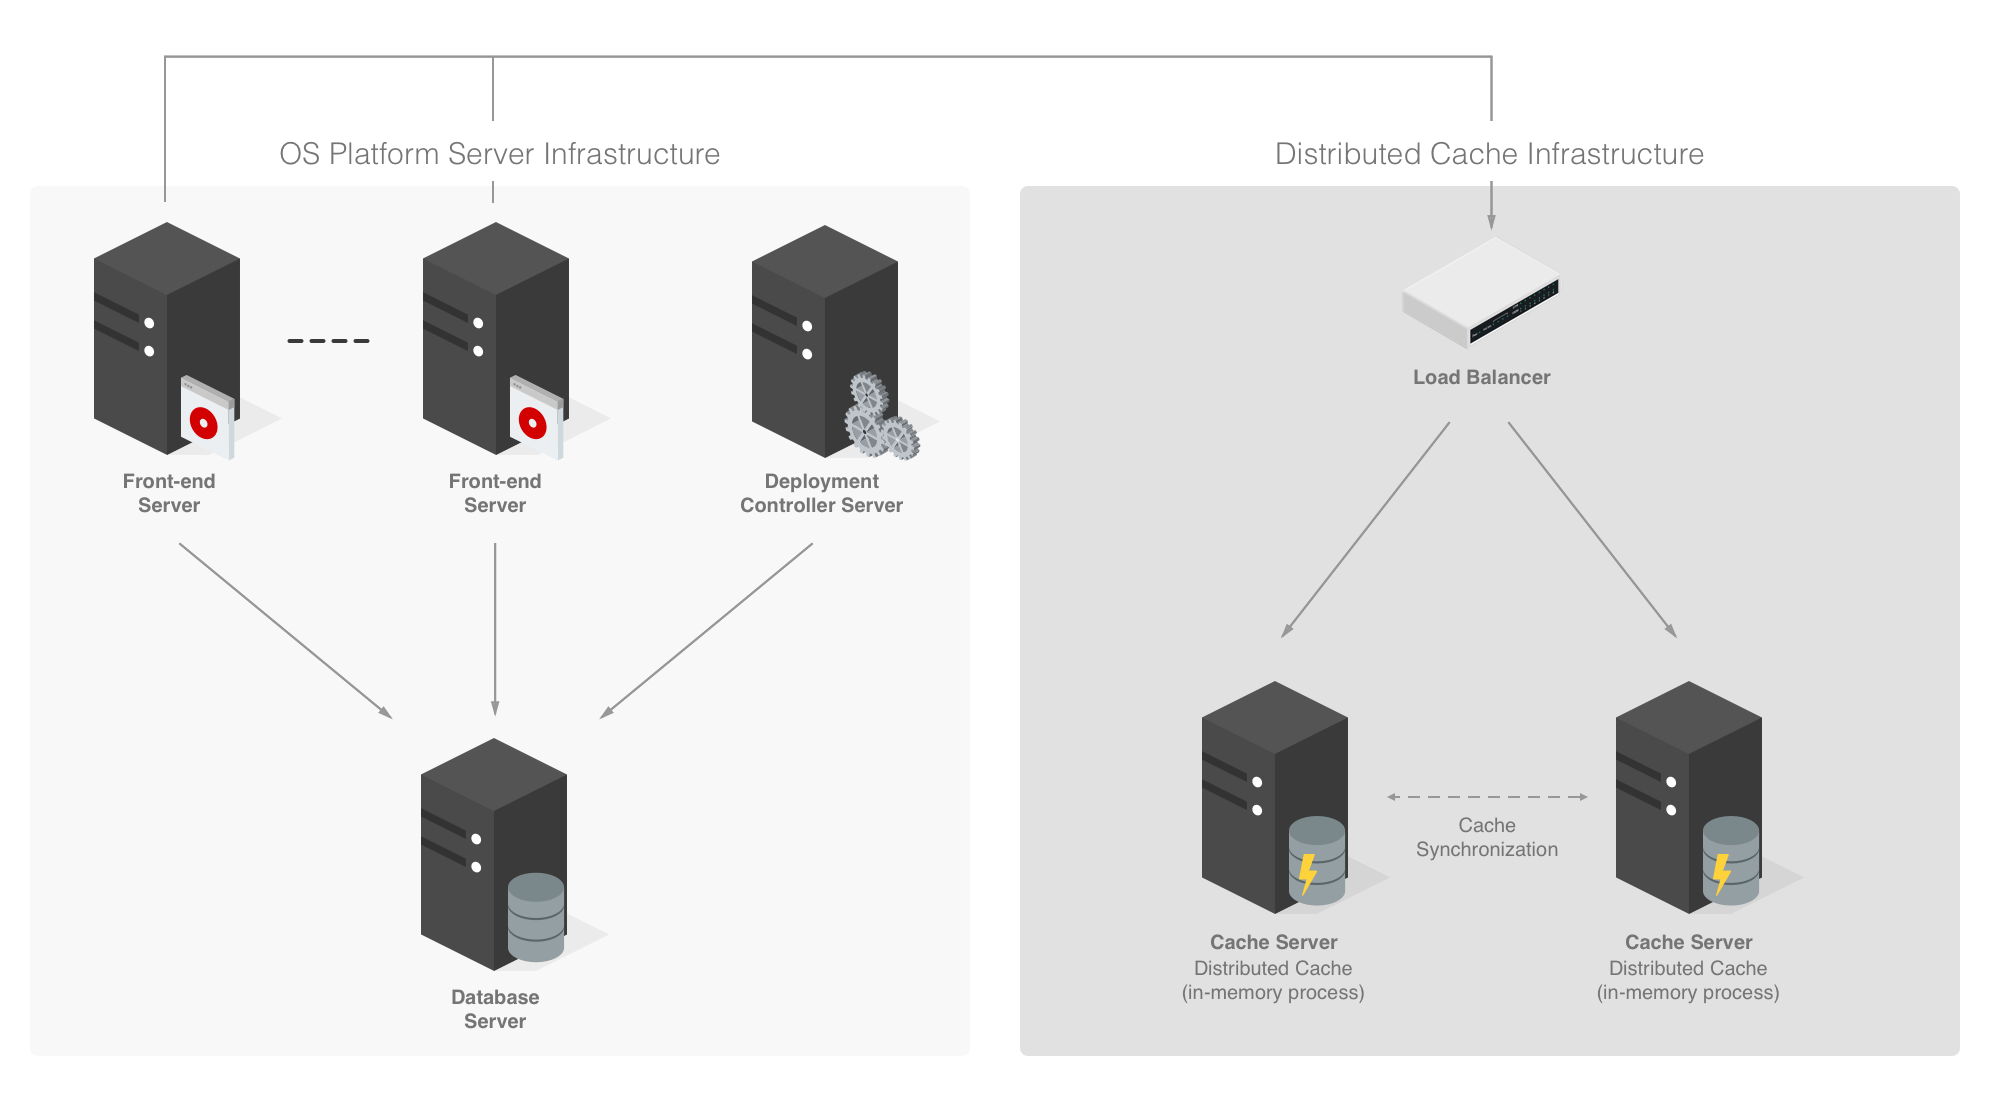 OS Platform Server Infrastructure
Distributed Cache Infrastructure
Front-end
Server
Front-end
Server
Deployment
Controller Server
Database
Server
Load Balancer
Cache
Synchronization
Cache Server
Distributed Cache
(in-memory process)
Cache Server
Distributed Cache
(in-memory process)